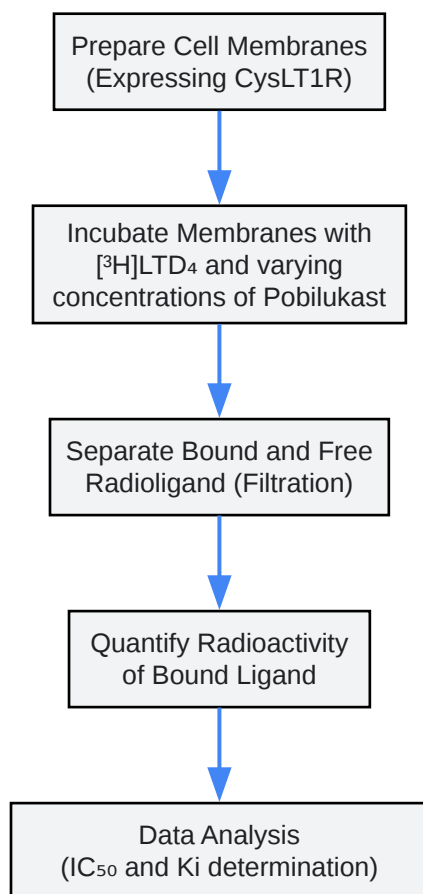 Prepare Cell Membranes
(Expressing CysLT1R)
Incubate Membranes with
[³H]LTD₄ and varying
concentrations of Pobilukast
Separate Bound and Free
Radioligand (Filtration)
Quantify Radioactivity
of Bound Ligand
Data Analysis
(IC₅₀ and Ki determination)